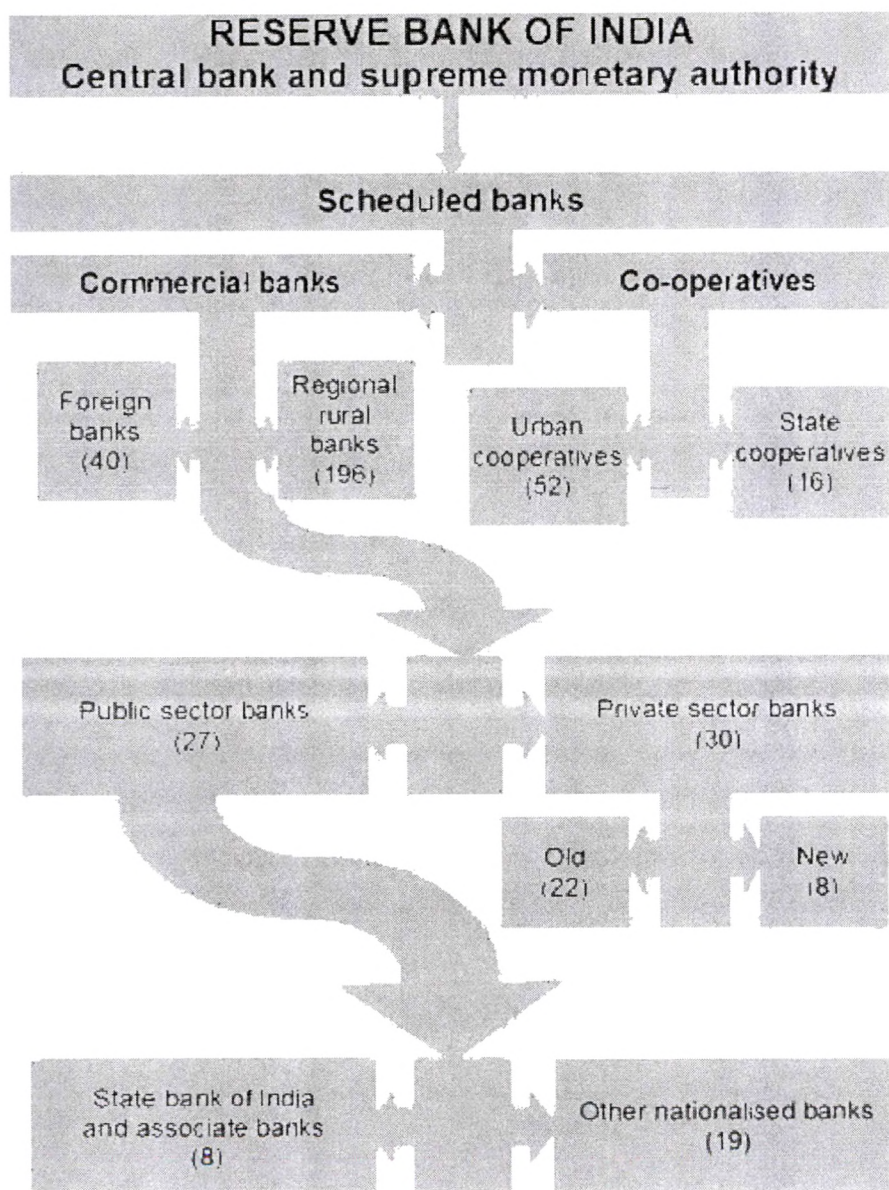 RESERVE BANK OF INDIA
Central bank and supreme monetary authority
Scheduled banks
Commercial banks
Co-operatives
Foreign
banks
(40)
Regional
rural
banks
(196)
Urban
cooperatives
(52)
State
cooperatives
(16)
Public sector banks
(27)
Private sector banks
(30)
Old
(22)
New
(8)
State bank of India
and associate banks
(8)
Other nationalised banks
(19)